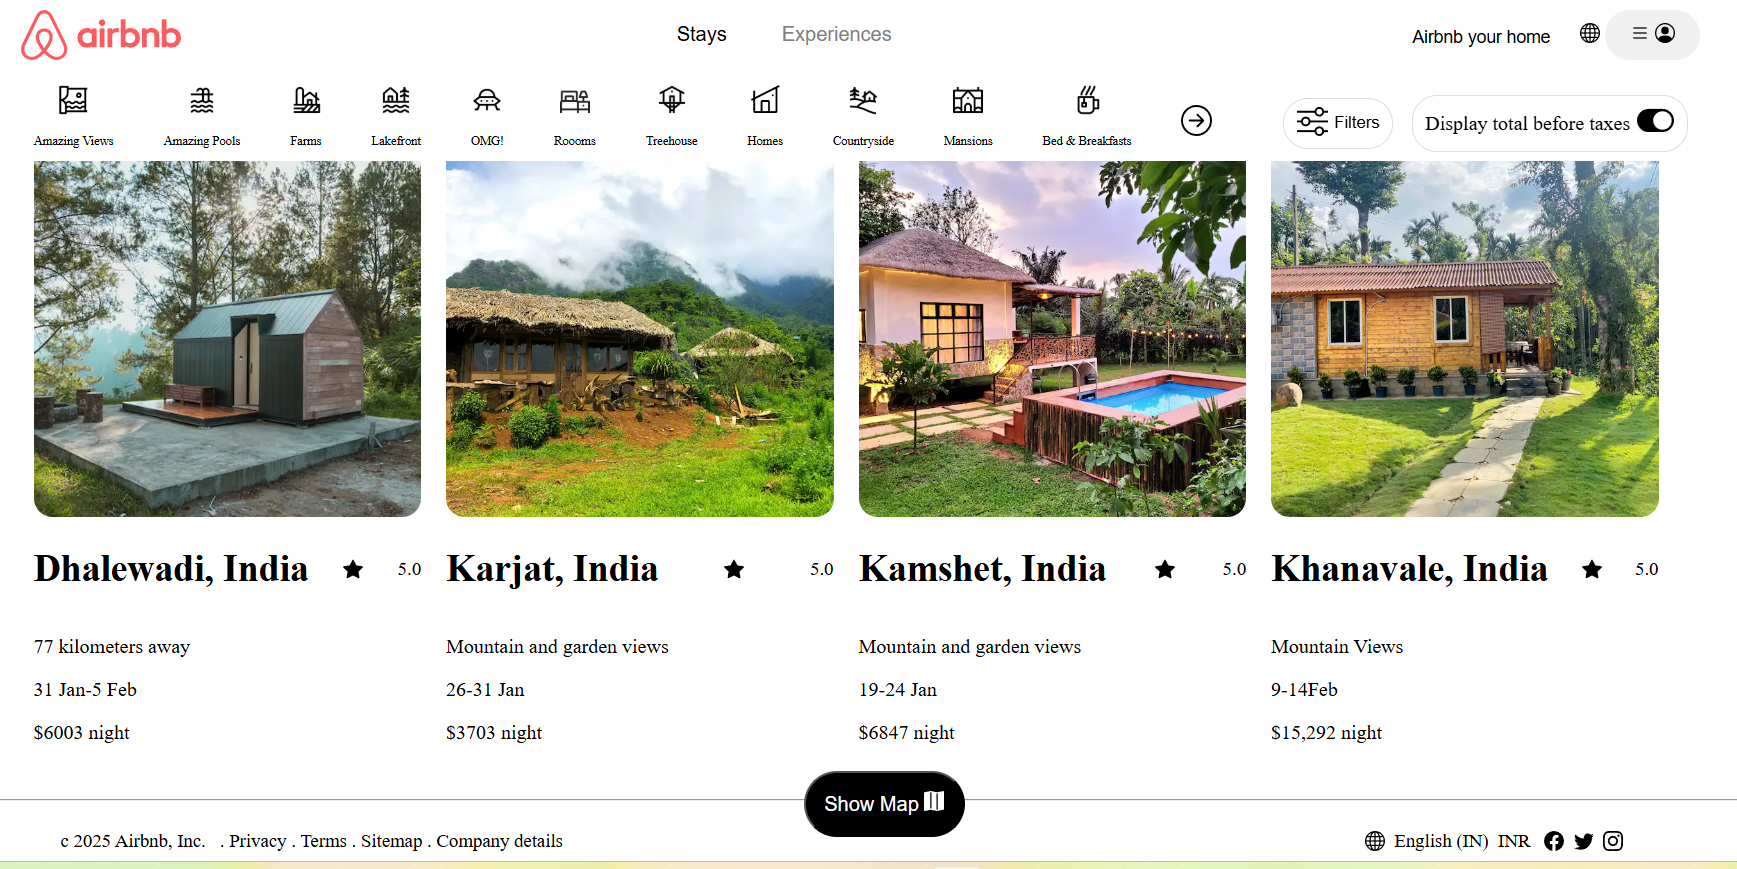 airbnb
Stays Experiences
Airbnb your home
Amazing Views Amazing Pools Farms Lakefront OMG! Roooms Treehouse Homes Countryside Mansions Bed & Breakfasts
Filters
Display total before taxes
Dhalewadi, India 5.0
77 kilometers away
31 Jan-5 Feb
$6003 night
Karjat, India 5.0
Mountain and garden views
26-31 Jan
$3703 night
Kamshet, India 5.0
Mountain and garden views
19-24 Jan
$6847 night
Khanavale, India 5.0
Mountain Views
9-14Feb
$15,292 night
Show Map
c 2025 Airbnb, Inc. . Privacy . Terms . Sitemap . Company details
English (IN) INR